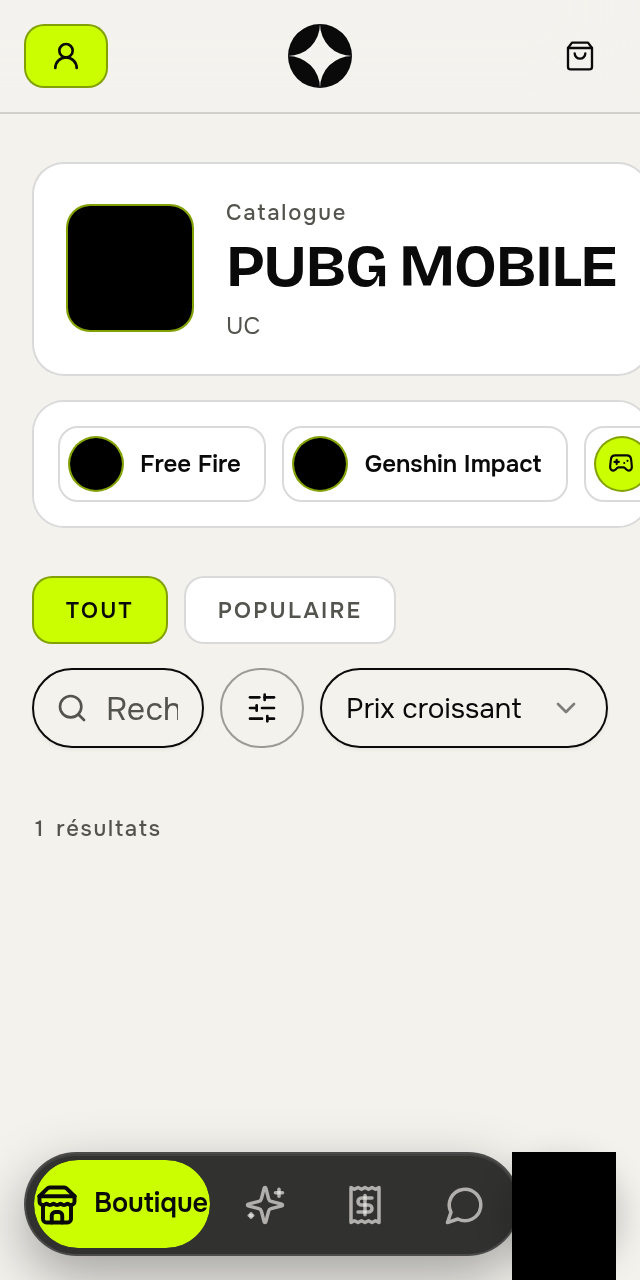 Catalogue
PUBG MOBILE
UC
Free Fire
Genshin Impact
TOUT
POPULAIRE
Rech
Prix croissant
1 résultats
Boutique